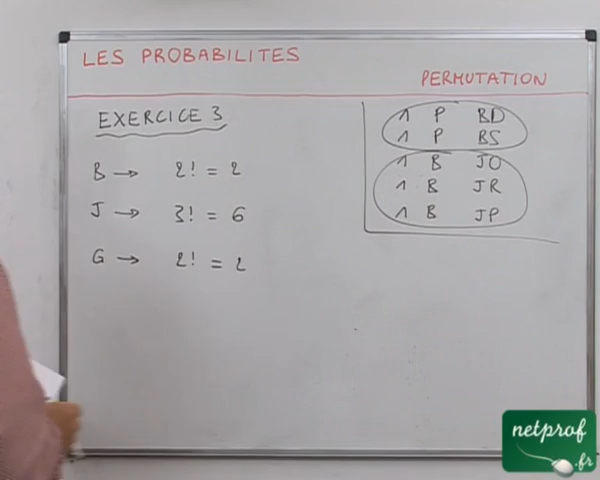 LES PROBABILITES
PERMUTATION
EXERCICE 3
B → 2! = 2
J → 3! = 6
G → 2! = 2
1 P BD
1 P BS
1 B JO
1 B JR
1 B JP
netprof
.fr